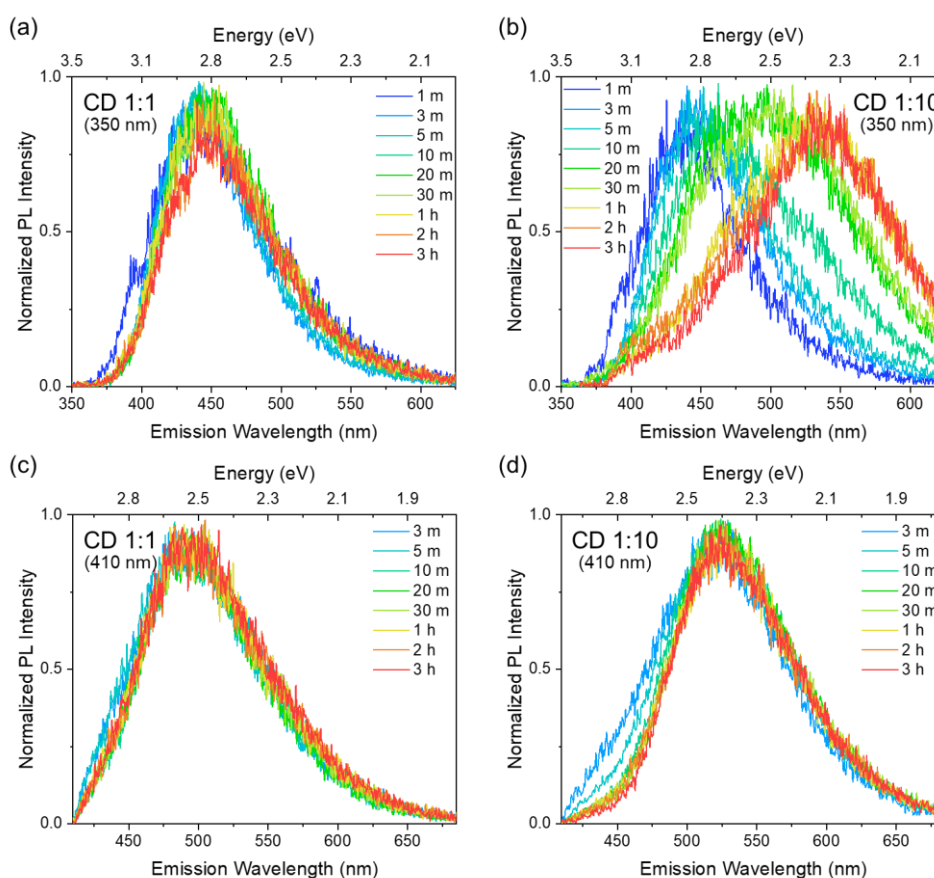 (a)
Energy (eV)
3.5 3.1 2.8 2.5 2.3 2.1
1.0
0.5
0.0
Normalized PL Intensity
CD 1:1
(350 nm)
1 m
3 m
5 m
10 m
20 m
30 m
1 h
2 h
3 h
350 400 450 500 550 600
Emission Wavelength (nm)
(b)
Energy (eV)
3.5 3.1 2.8 2.5 2.3 2.1
1.0
0.5
0.0
Normalized PL Intensity
1 m
3 m
5 m
10 m
20 m
30 m
1 h
2 h
3 h
CD 1:10
(350 nm)
350 400 450 500 550 600
Emission Wavelength (nm)
(c)
Energy (eV)
2.8 2.5 2.3 2.1 1.9
1.0
0.5
0.0
Normalized PL Intensity
CD 1:1
(410 nm)
3 m
5 m
10 m
20 m
30 m
1 h
2 h
3 h
450 500 550 600 650
Emission Wavelength (nm)
(d)
Energy (eV)
2.8 2.5 2.3 2.1 1.9
1.0
0.5
0.0
Normalized PL Intensity
CD 1:10
(410 nm)
3 m
5 m
10 m
20 m
30 m
1 h
2 h
3 h
450 500 550 600 650
Emission Wavelength (nm)